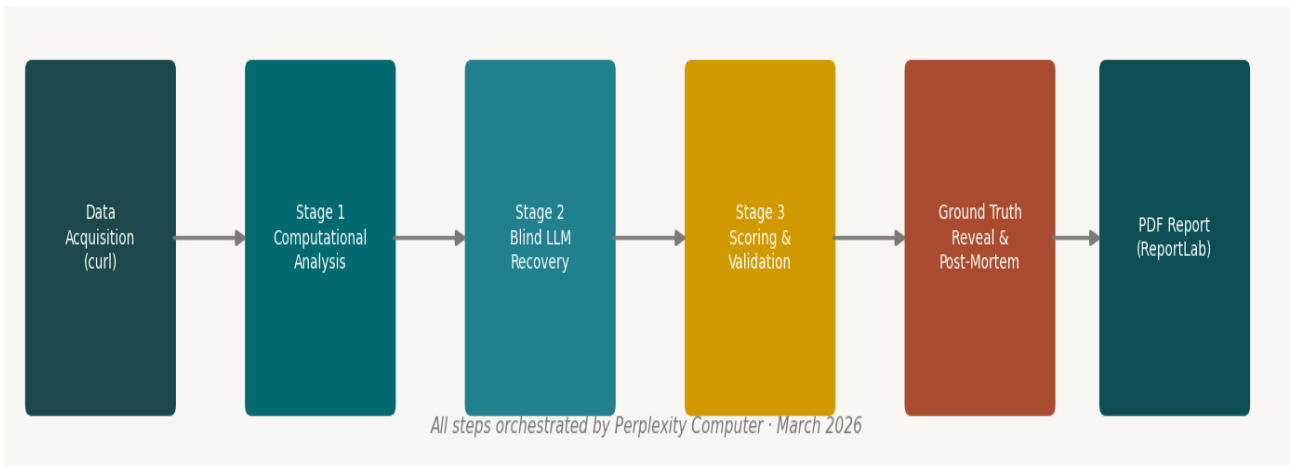 Data
Acquisition
(curl)
Stage 1
Computational
Analysis
Stage 2
Blind LLM
Recovery
Stage 3
Scoring &
Validation
Ground Truth
Reveal &
Post-Mortem
PDF Report
(ReportLab)
All steps orchestrated by Perplexity Computer · March 2026